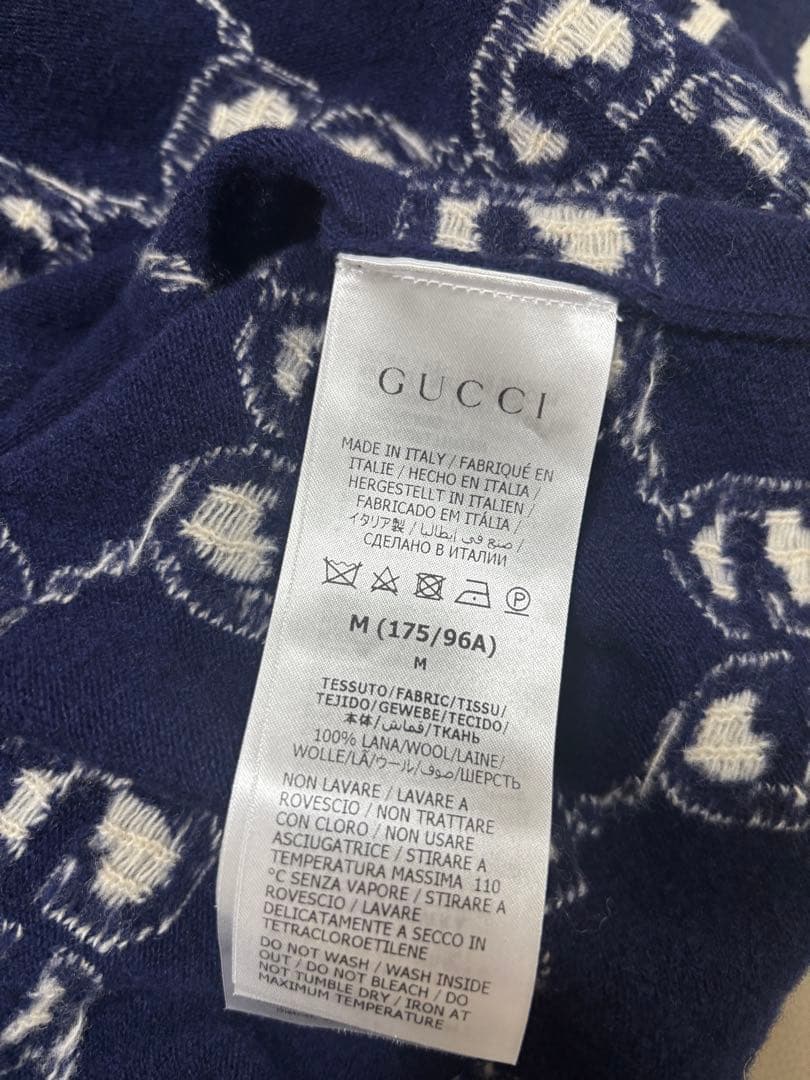 GUCCI
MADE IN ITALY / FABRIQUÉ EN
ITALIE / HECHO EN ITALIA /
HERGESTELLT IN ITALIEN /
FABRICADO EM ITÁLIA /
イタリア製 / صنع في إيطاليا /
СДЕЛАНО В ИТАЛИИ
P
M (175/96A)
M
TESSUTO/FABRIC/TISSU/
TEJIDO/GEWEBE/TECIDO/
本体/قماش/ТКАНЬ
100% LANA/WOOL/LAINE/
WOLLE/LÃ/ウール/صوف/ШЕРСТЬ
NON LAVARE / LAVARE A
ROVESCIO / NON TRATTARE
CON CLORO / NON USARE
ASCIUGATRICE / STIRARE A
TEMPERATURA MASSIMA 110
°C SENZA VAPORE / STIRARE A
ROVESCIO / LAVARE
DELICATAMENTE A SECCO IN
TETRACLOROETILENE
DO NOT WASH / WASH INSIDE
OUT / DO NOT BLEACH / DO
NOT TUMBLE DRY / IRON AT
MAXIMUM TEMPERATURE